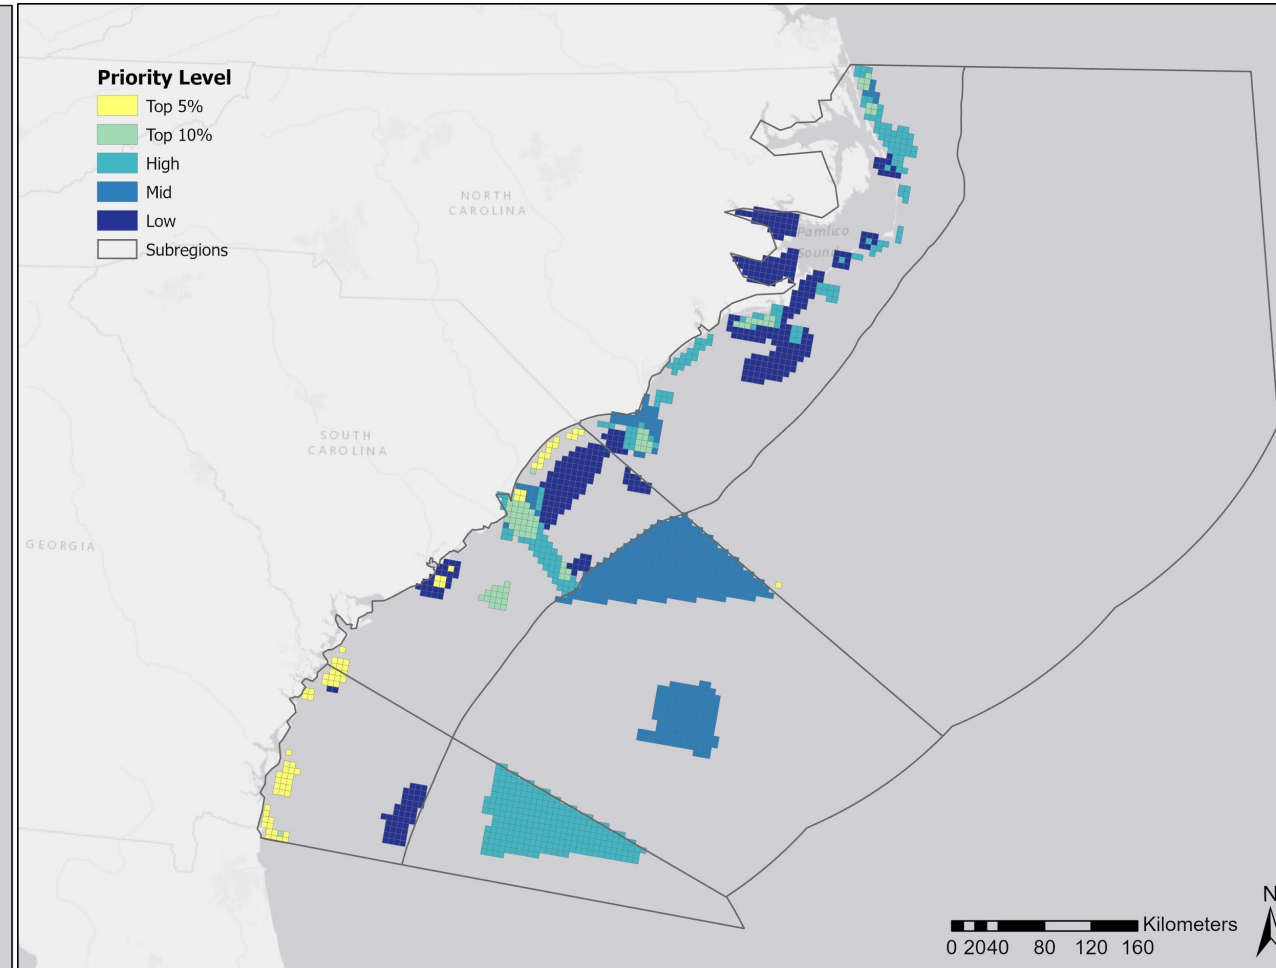 Priority Level
Top 5%
Top 10%
High
Mid
Low
Subregions
NORTH
CAROLINA
Pamlico
Sound
SOUTH
CAROLINA
GEORGIA
N
Kilometers
0 20 40 80 120 160